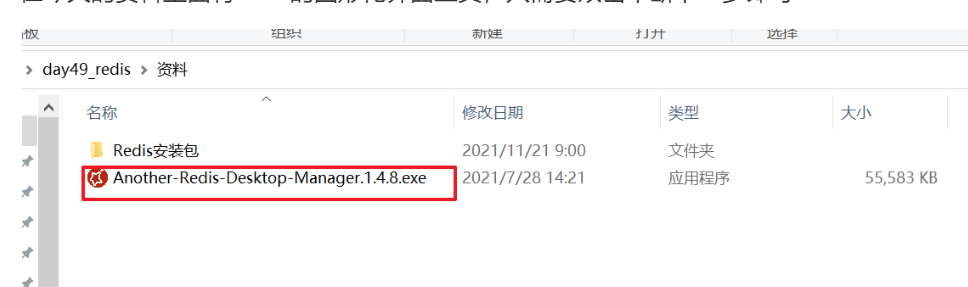 组织 新建 打开 选择
day49_redis 资料
名称 修改日期 类型 大小
Redis安装包 2021/11/21 9:00 文件夹
Another-Redis-Desktop-Manager.1.4.8.exe 2021/7/28 14:21 应用程序 55,583 KB